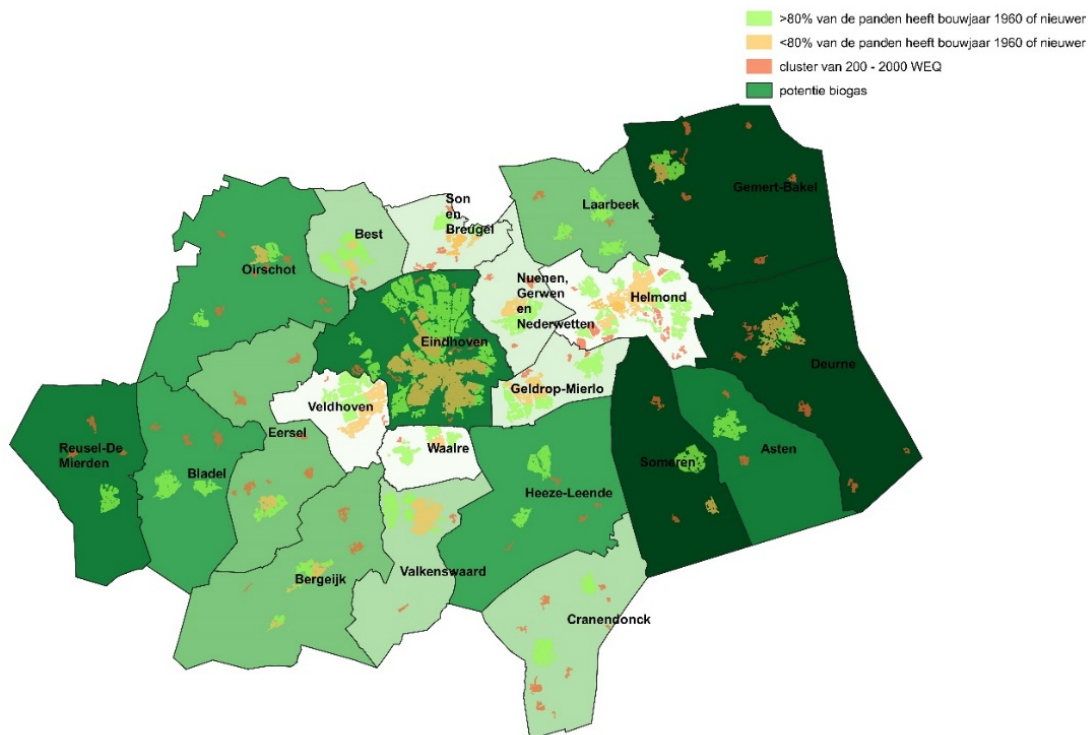 >80% van de panden heeft bouwjaar 1960 of nieuwer
<80% van de panden heeft bouwjaar 1960 of nieuwer
cluster van 200 - 2000 WEQ
potentie biogas
Gemert-Bakel
Son
en
Breugel
Laarbeek
Best
Oirschot
Nuenen,
Gerwen
en
Nederwetten
Helmond
Eindhoven
Deurne
Geldrop-Mierlo
Veldhoven
Eersel
Waalre
Reusel-De
Mierden
Bladel
Someren
Asten
Heeze-Leende
Valkenswaard
Bergeijk
Cranendonck